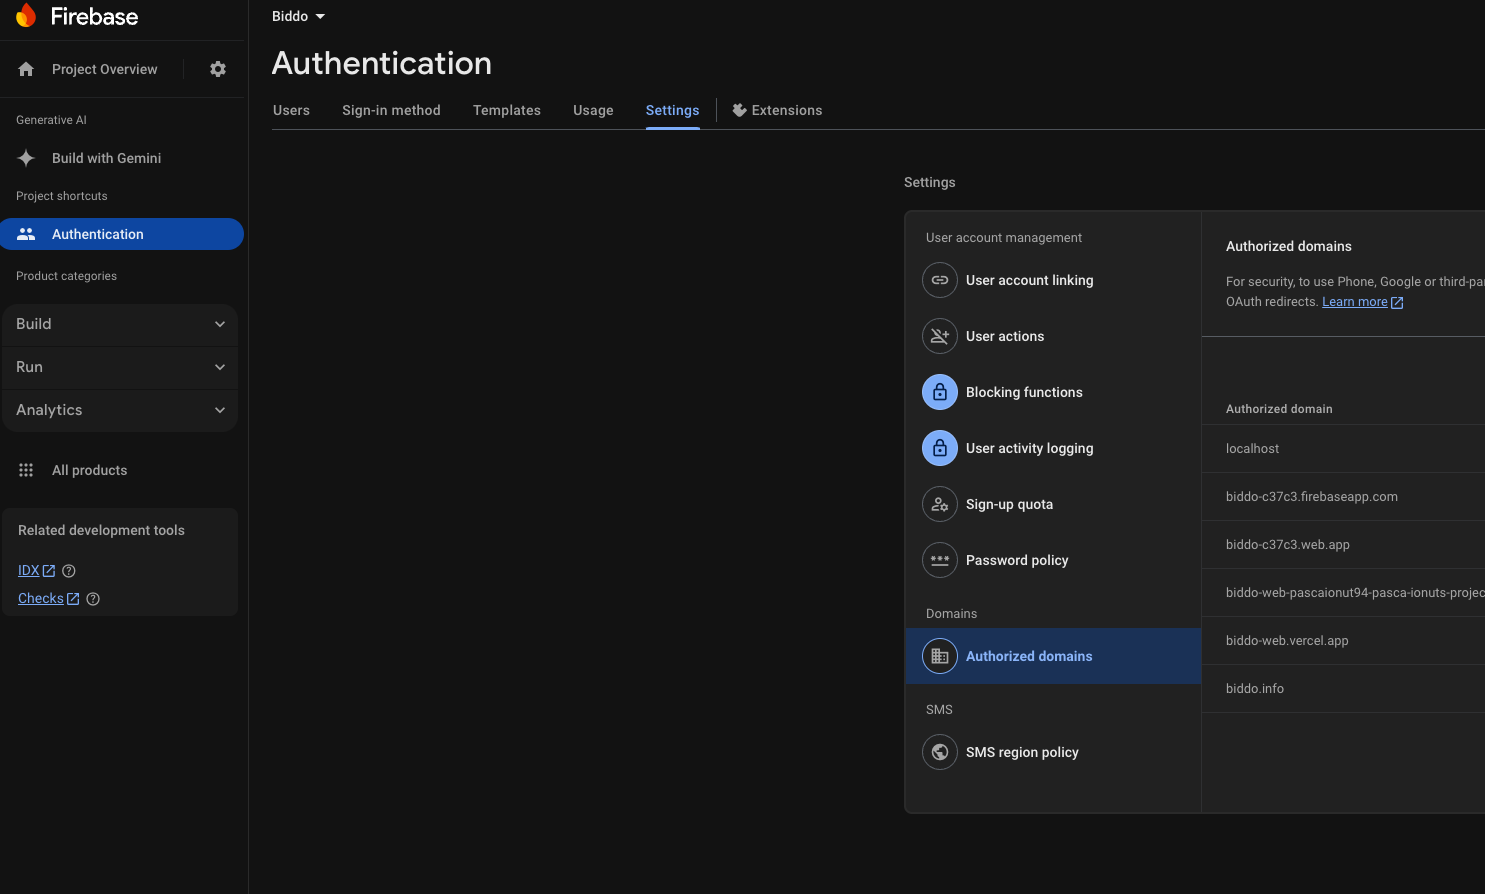 Firebase
Project Overview
Generative AI
Build with Gemini
Project shortcuts
Authentication
Product categories
Build
Run
Analytics
All products
Related development tools
IDX
Checks
Biddo
Authentication
Users
Sign-in method
Templates
Usage
Settings
Extensions
Settings
User account management
User account linking
User actions
Blocking functions
User activity logging
Sign-up quota
Password policy
Domains
Authorized domains
SMS
SMS region policy
Authorized domains
For security, to use Phone, Google or third-pa
OAuth redirects. Learn more
Authorized domain
localhost
biddo-c37c3.firebaseapp.com
biddo-c37c3.web.app
biddo-web-pascaionut94-pasca-ionuts-projec
biddo-web.vercel.app
biddo.info